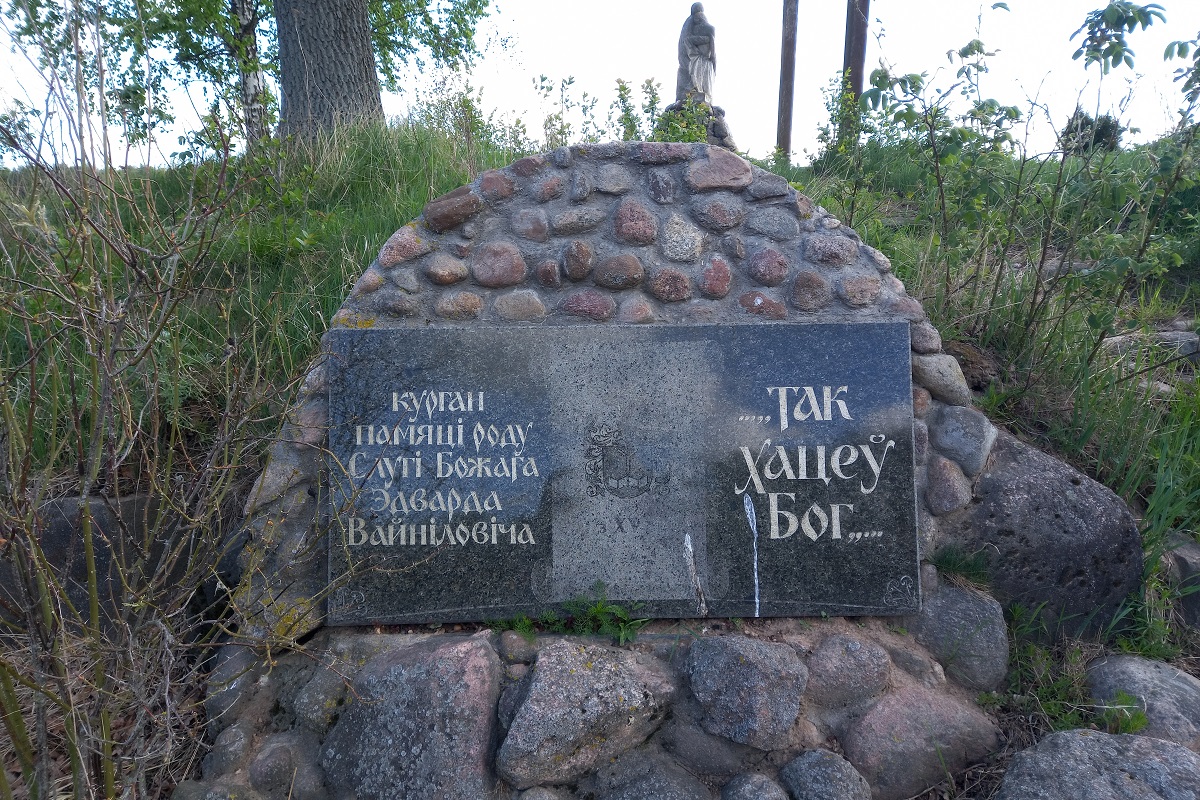 курган
памяці роду
Слугі Божага
Эдварда
Вайніловіча
....„ТАК
ХАЦЕЎ
БОГ„....